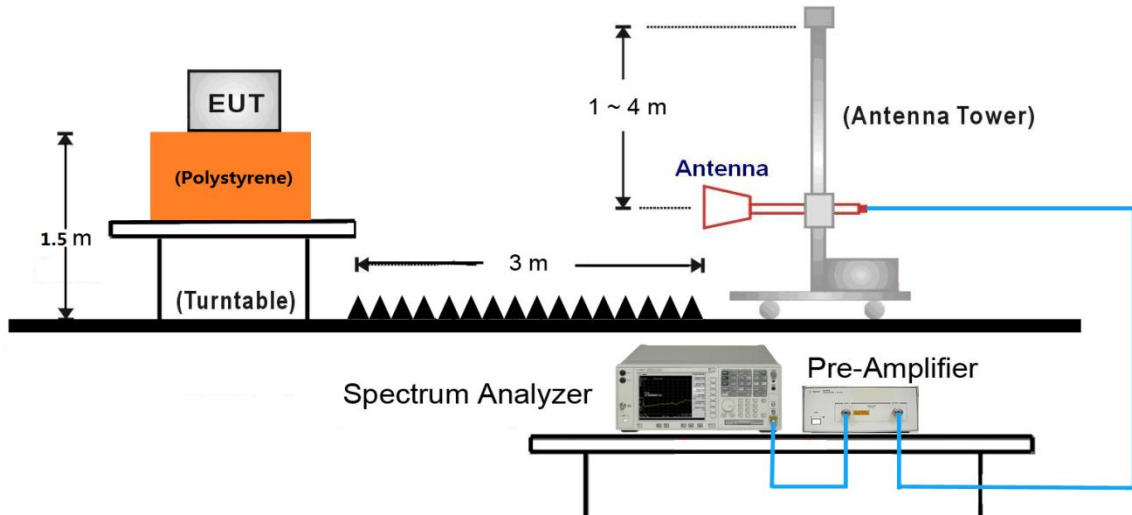 EUT
(Polystyrene)
1.5 m
(Turntable)
3 m
1 ~ 4 m
Antenna
(Antenna Tower)
Spectrum Analyzer
Pre-Amplifier